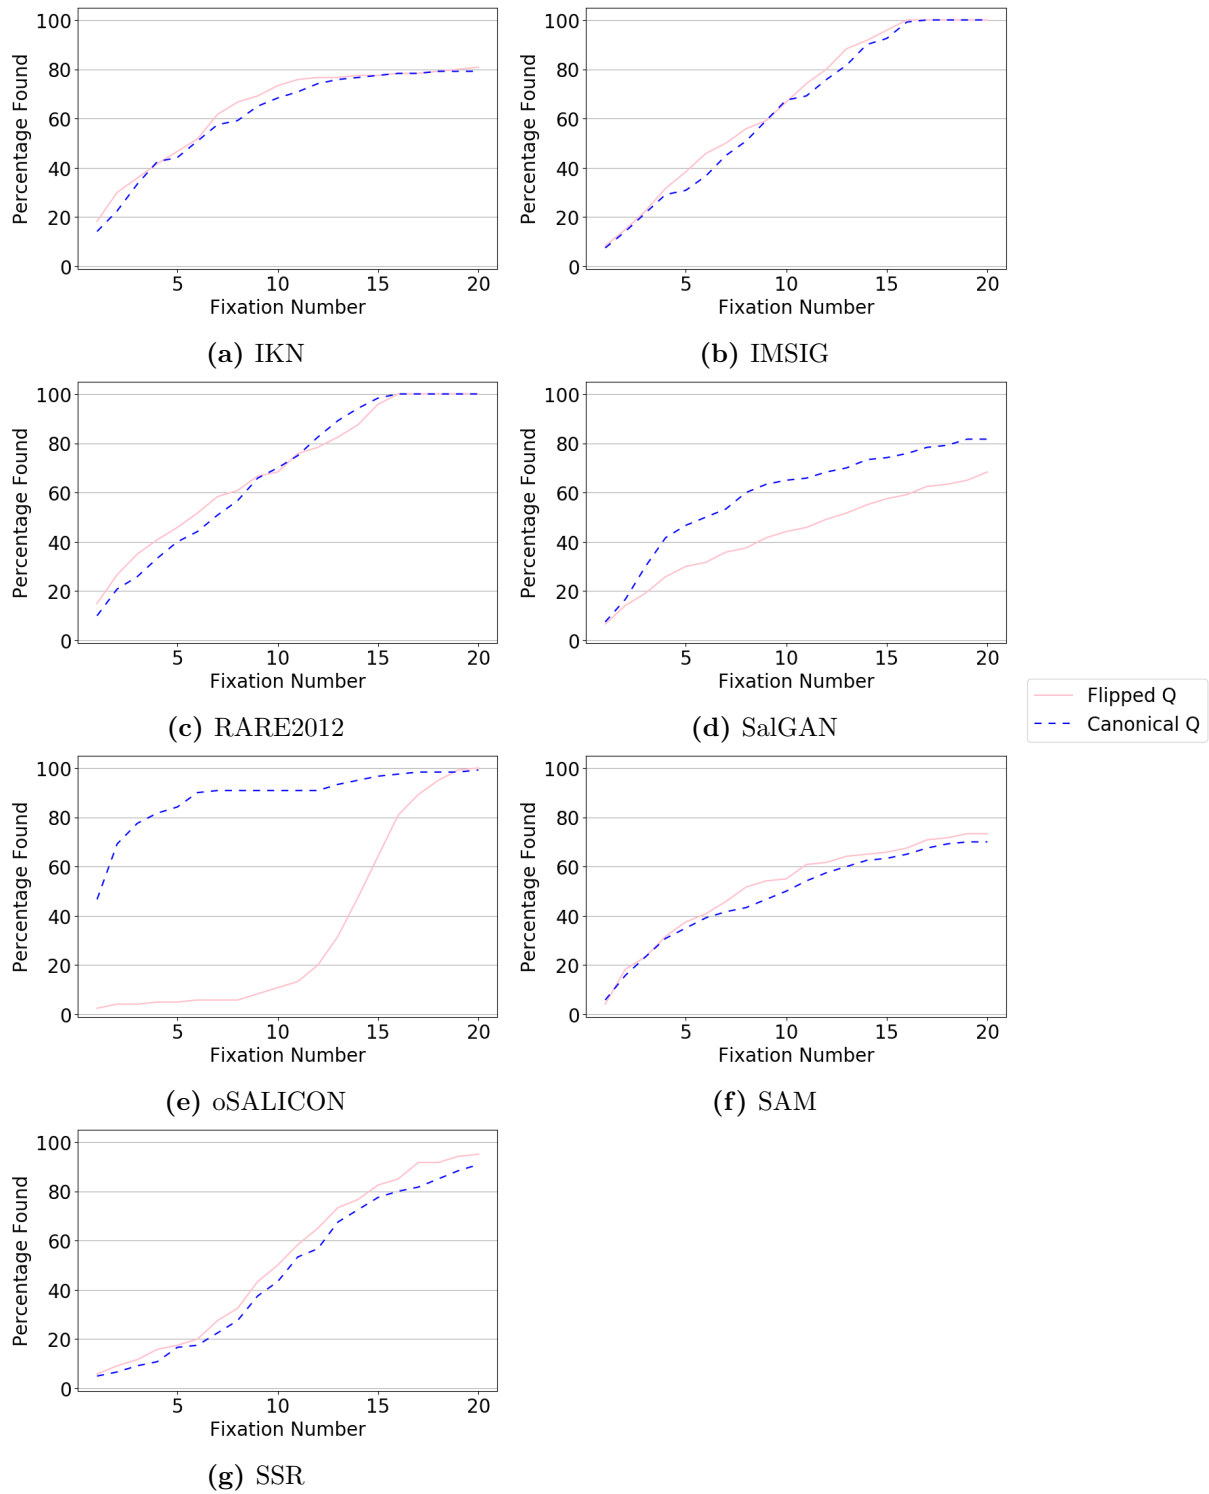 100
80
60
40
20
0
Percentage Found
5 10 15 20
Fixation Number
(a) IKN
100
80
60
40
20
0
Percentage Found
5 10 15 20
Fixation Number
(b) IMSIG
100
80
60
40
20
0
Percentage Found
5 10 15 20
Fixation Number
(c) RARE2012
100
80
60
40
20
0
Percentage Found
5 10 15 20
Fixation Number
(d) SalGAN
Flipped Q
Canonical Q
100
80
60
40
20
0
Percentage Found
5 10 15 20
Fixation Number
(e) oSALICON
100
80
60
40
20
0
Percentage Found
5 10 15 20
Fixation Number
(f) SAM
100
80
60
40
20
0
Percentage Found
5 10 15 20
Fixation Number
(g) SSR